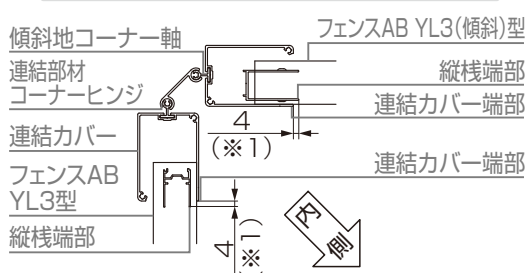 傾斜地コーナー軸
連結部材
コーナーヒンジ
連結カバー
フェンスAB
YL3型
縦桟端部
フェンスAB YL3(傾斜)型
縦桟端部
連結カバー端部
4
(※1)
連結カバー端部
4
(※1)
内
側